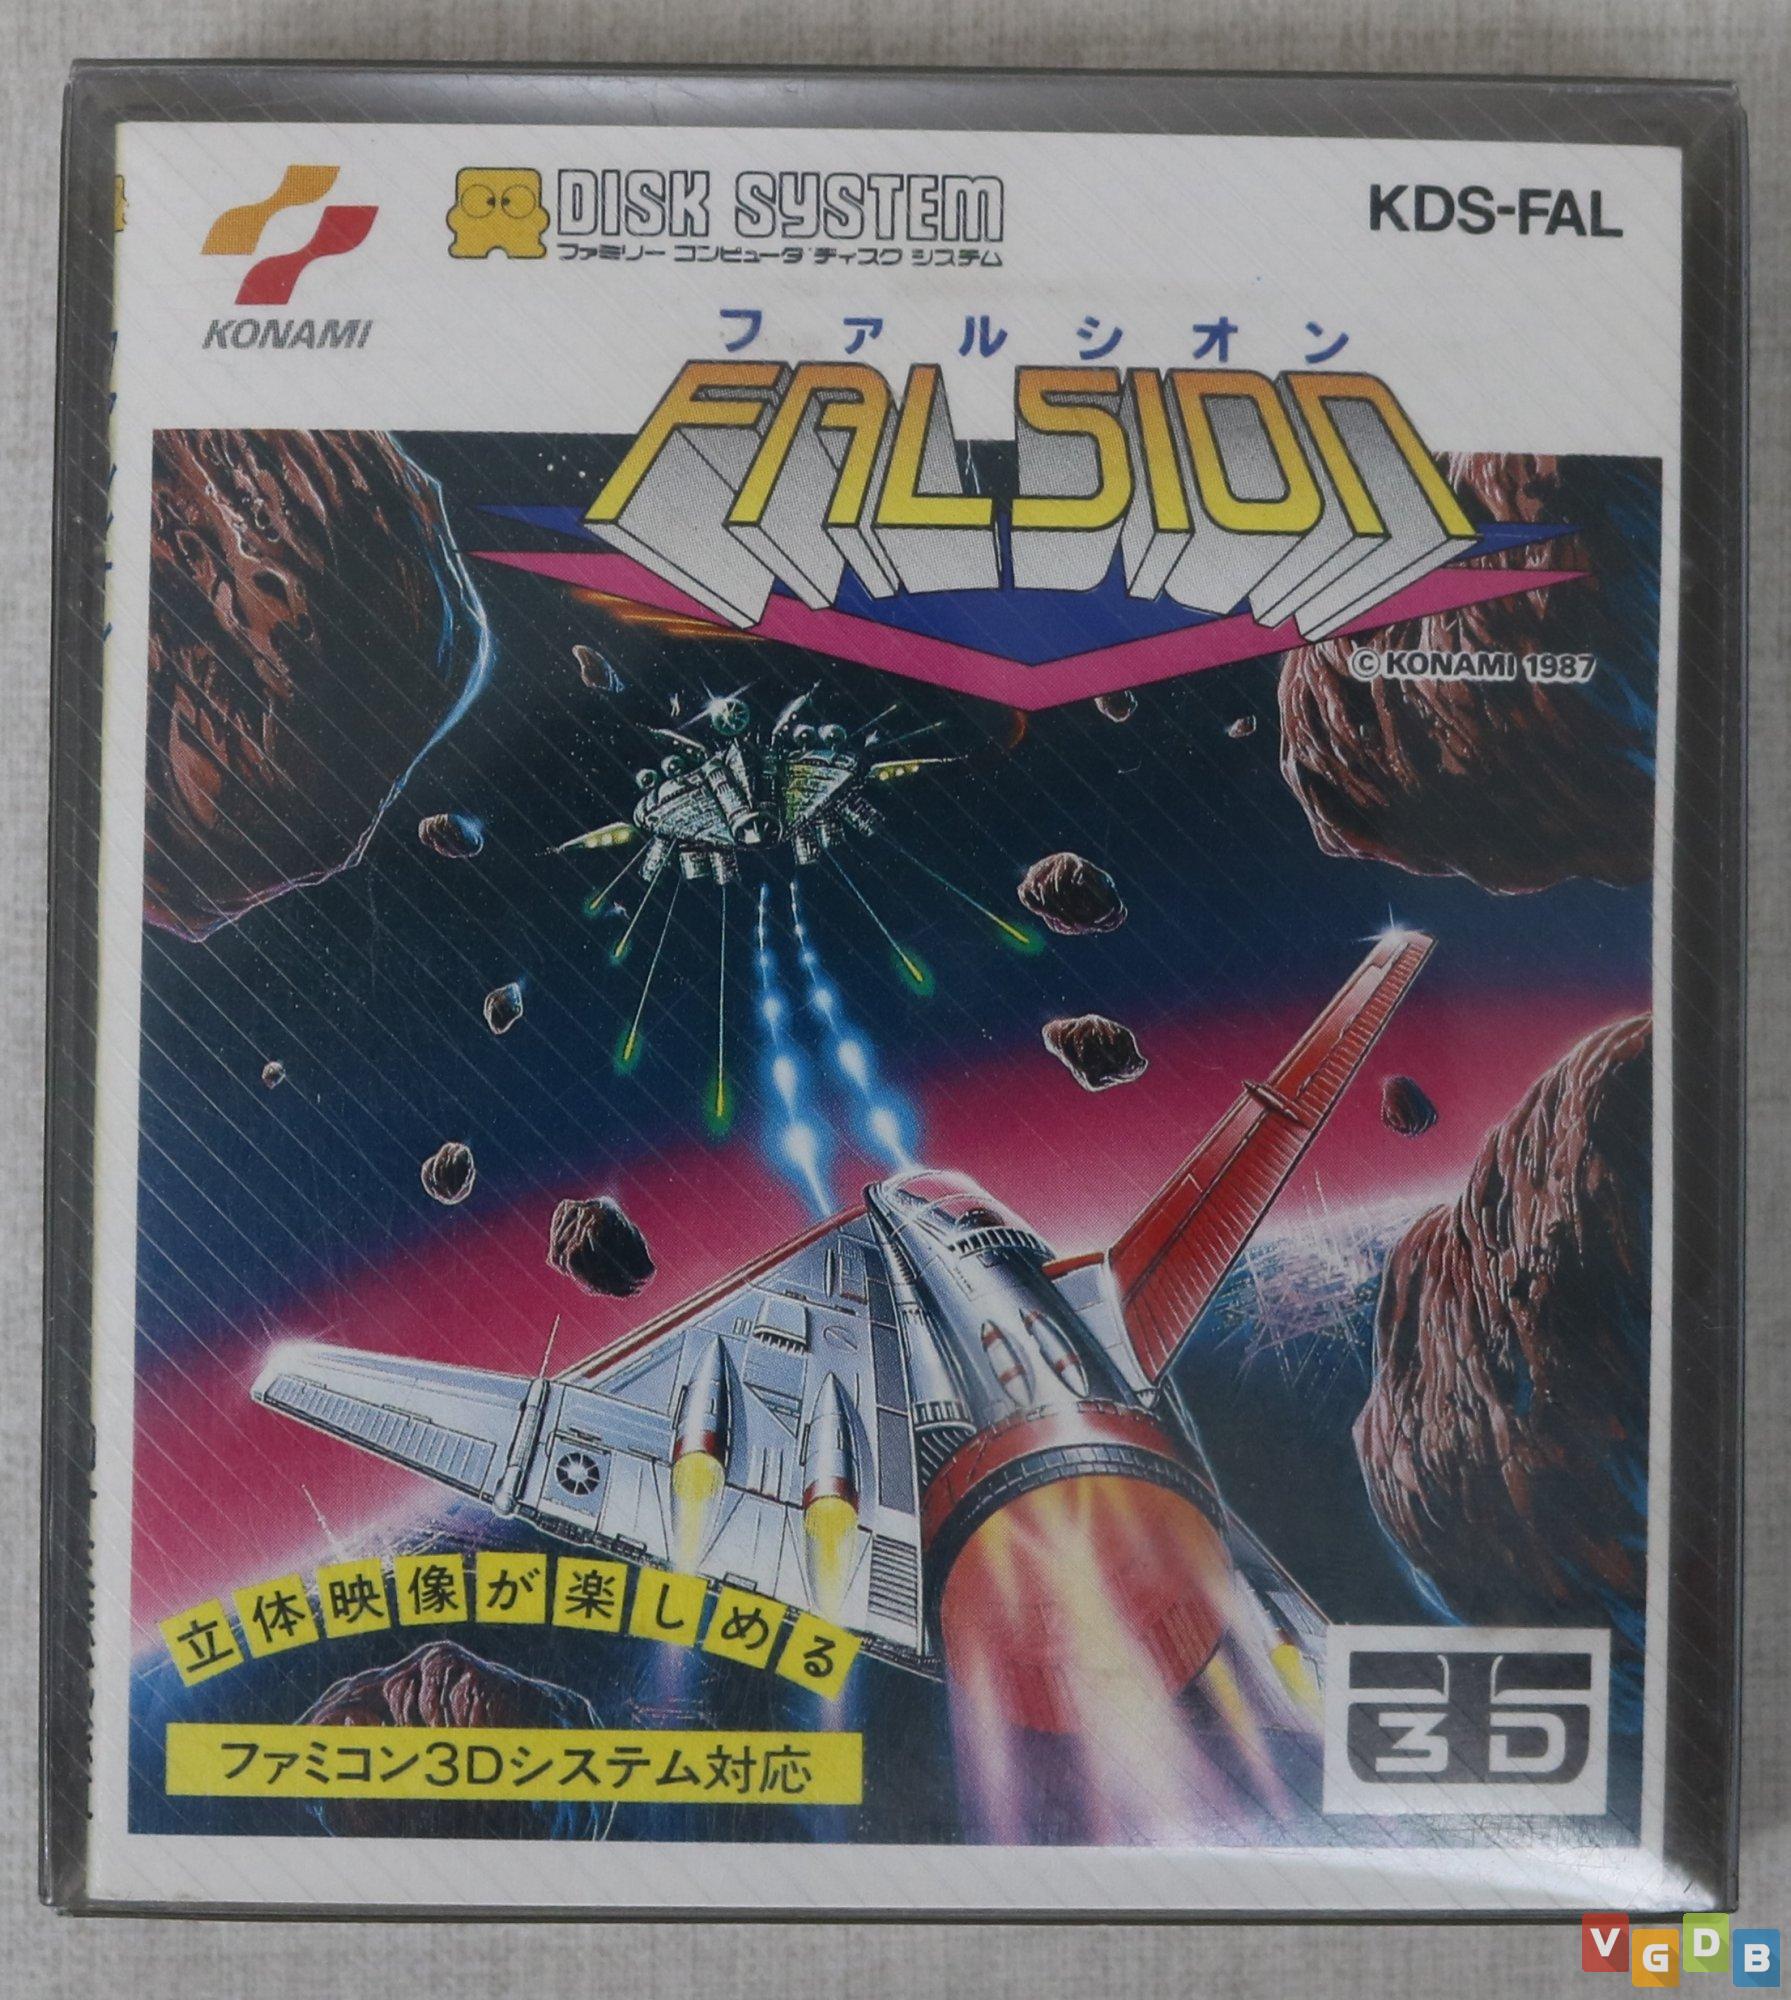 KONAMI
DISK SYSTEM
ファミリー コンピュータ ディスク システム
KDS-FAL
ファルシオン
FALSION
©KONAMI 1987
立体映像が楽しめる
ファミコン3Dシステム対応
3D
VGDB